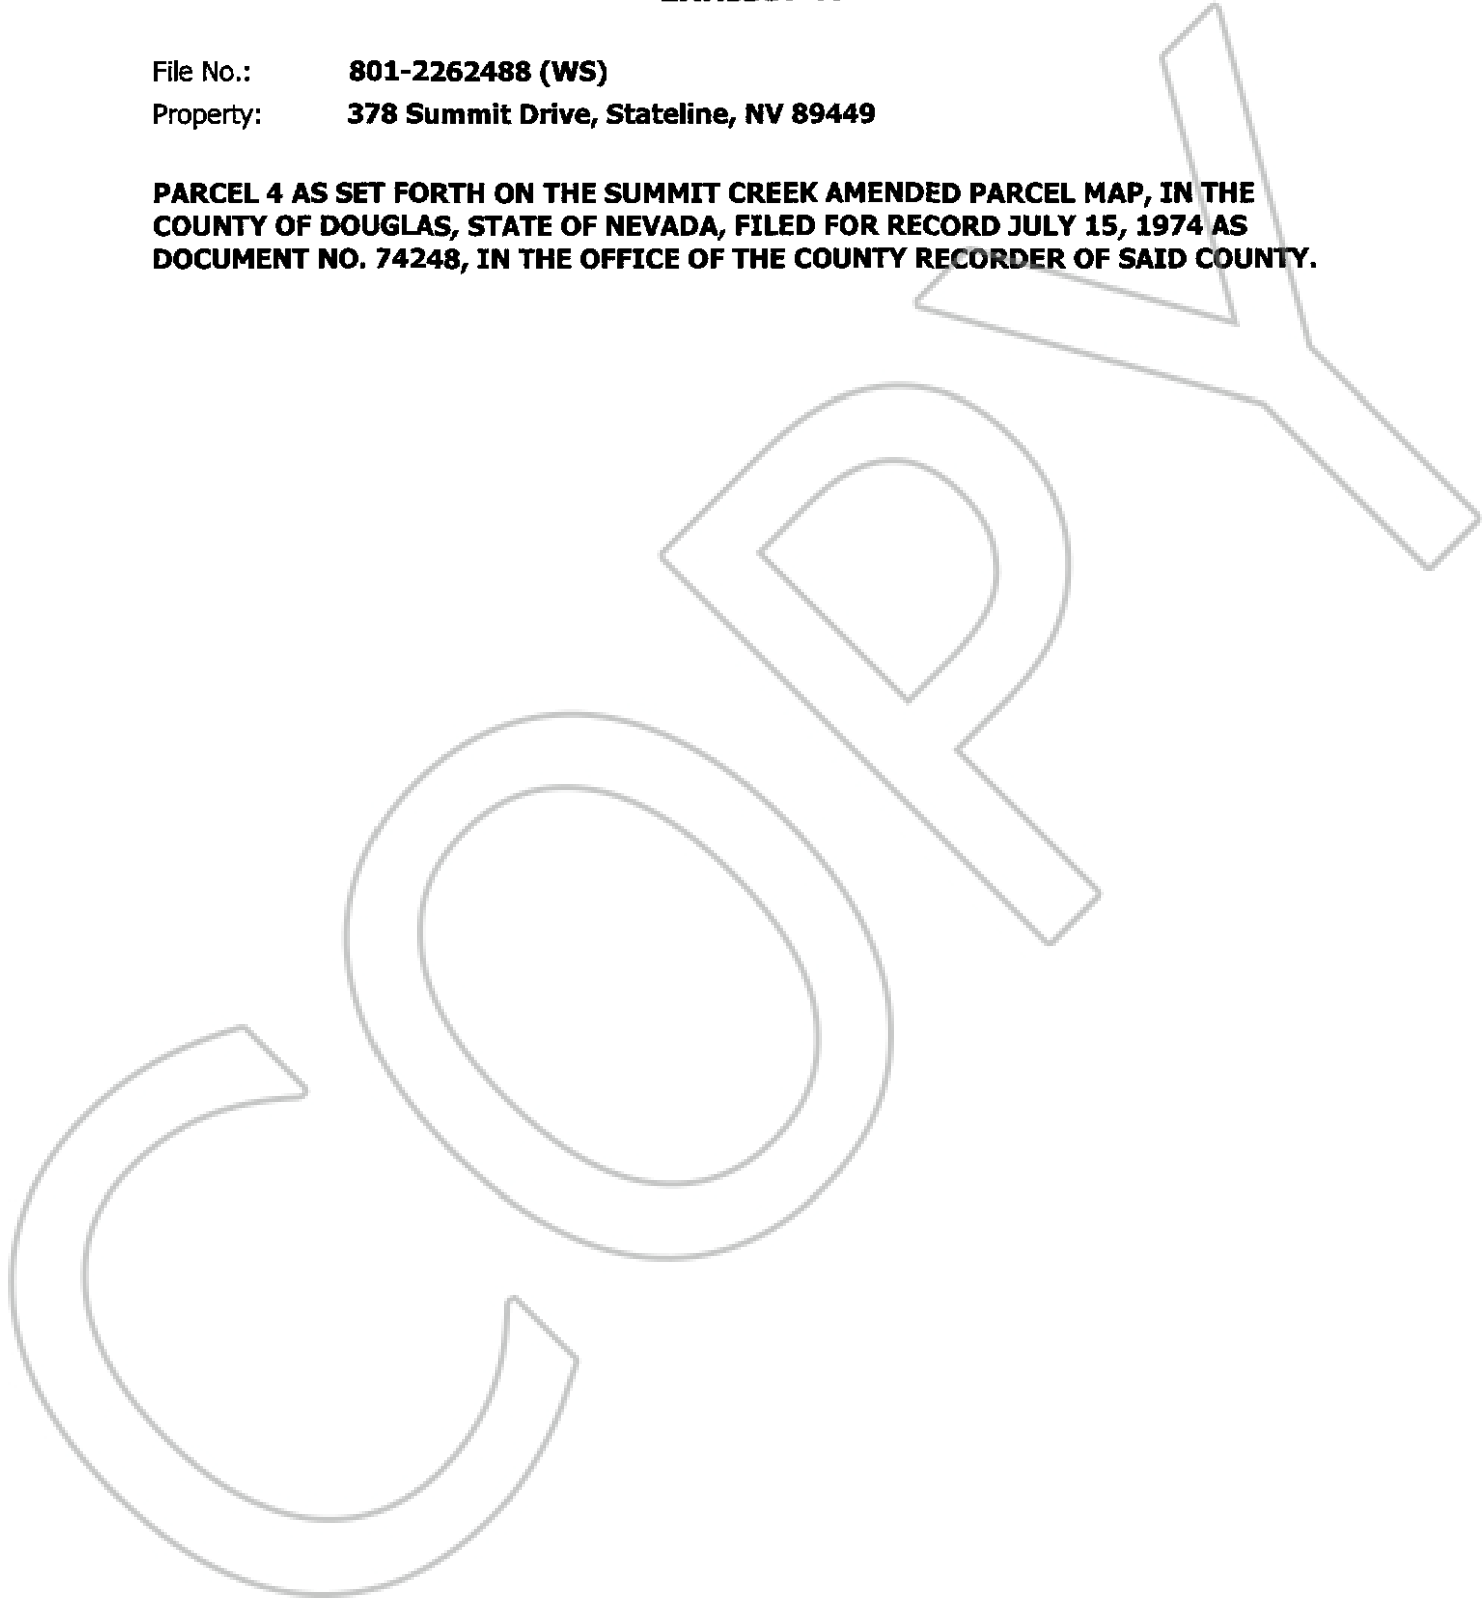 File No.: 801-2262488 (WS)
Property: 378 Summit Drive, Stateline, NV 89449
PARCEL 4 AS SET FORTH ON THE SUMMIT CREEK AMENDED PARCEL MAP, IN THE
COUNTY OF DOUGLAS, STATE OF NEVADA, FILED FOR RECORD JULY 15, 1974 AS
DOCUMENT NO. 74248, IN THE OFFICE OF THE COUNTY RECORDER OF SAID COUNTY.
COPY